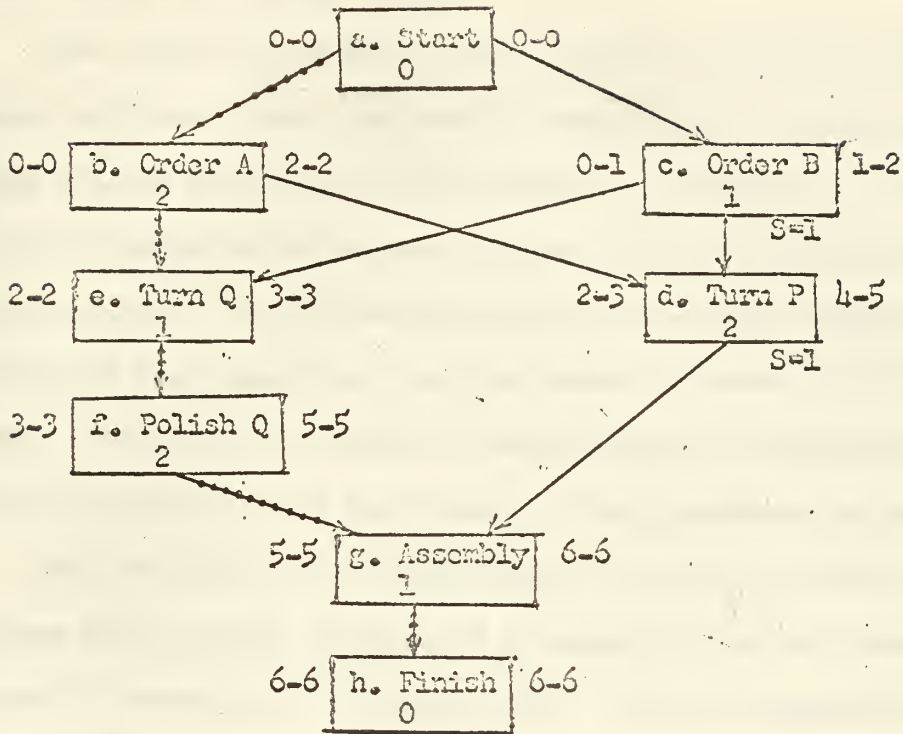 0-0 a. Start 0-0
0
0-0 b. Order A 2-2
2
0-1 c. Order B 1-2
1
S=1
2-2 e. Turn Q 3-3
1
2-3 d. Turn P 4-5
2
S=1
3-3 f. Polish Q 5-5
2
5-5 g. Assembly 6-6
1
6-6 h. Finish 6-6
0